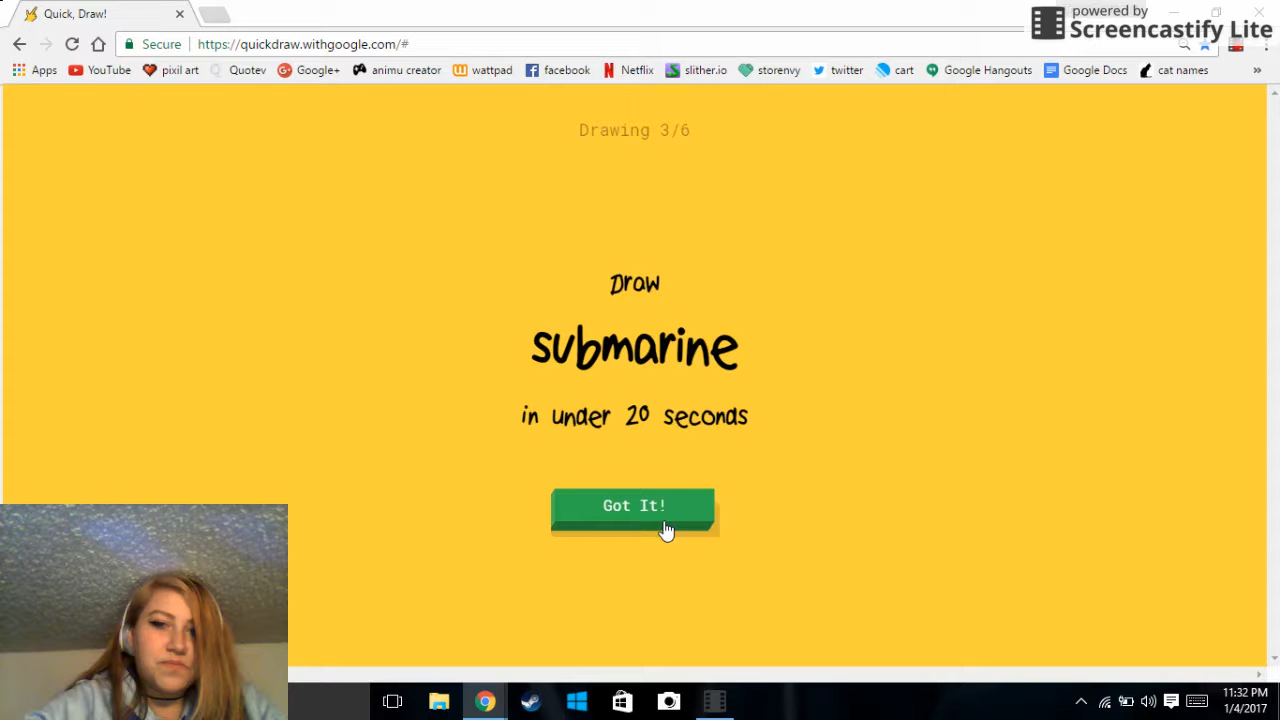 Quick, Draw!
powered by
Screencastify Lite
Secure
https://quickdraw.withgoogle.com/#
Apps
YouTube
pixil art
Quotev
Google+
animu creator
wattpad
facebook
Netflix
slither.io
storenvy
twitter
cart
Google Hangouts
Google Docs
cat names
Drawing 3/6
Draw
submarine
in under 20 seconds
Got It!
11:32 PM
1/4/2017